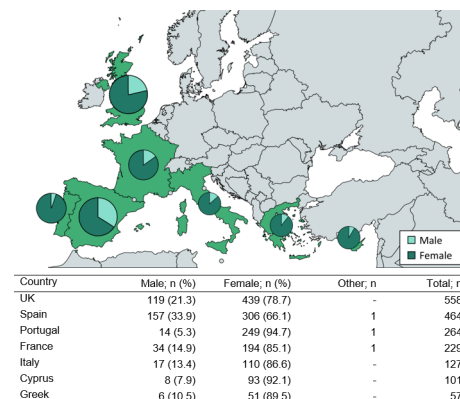 Male
Female
Country Male; n (%) Female; n (%) Other; n Total; n
UK 119 (21.3) 439 (78.7) - 558
Spain 157 (33.9) 306 (66.1) 1 464
Portugal 14 (5.3) 249 (94.7) 1 264
France 34 (14.9) 194 (85.1) 1 229
Italy 17 (13.4) 110 (86.6) - 127
Cyprus 8 (7.9) 93 (92.1) - 101
Greek 6 (10.5) 51 (89.5) - 57